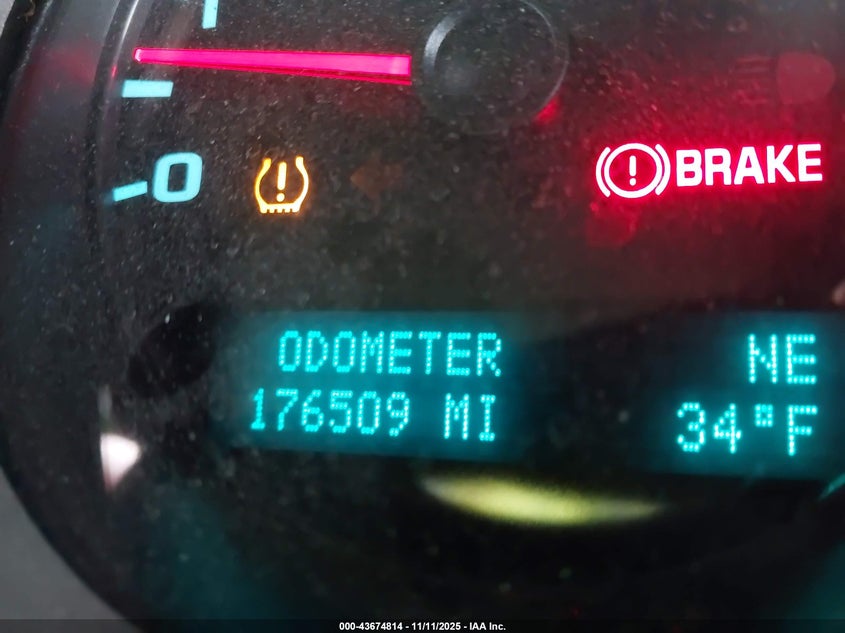 0
BRAKE
ODOMETER
176509 MI
NE
34°F
000-43674814 - 11/11/2025 - IAA Inc.